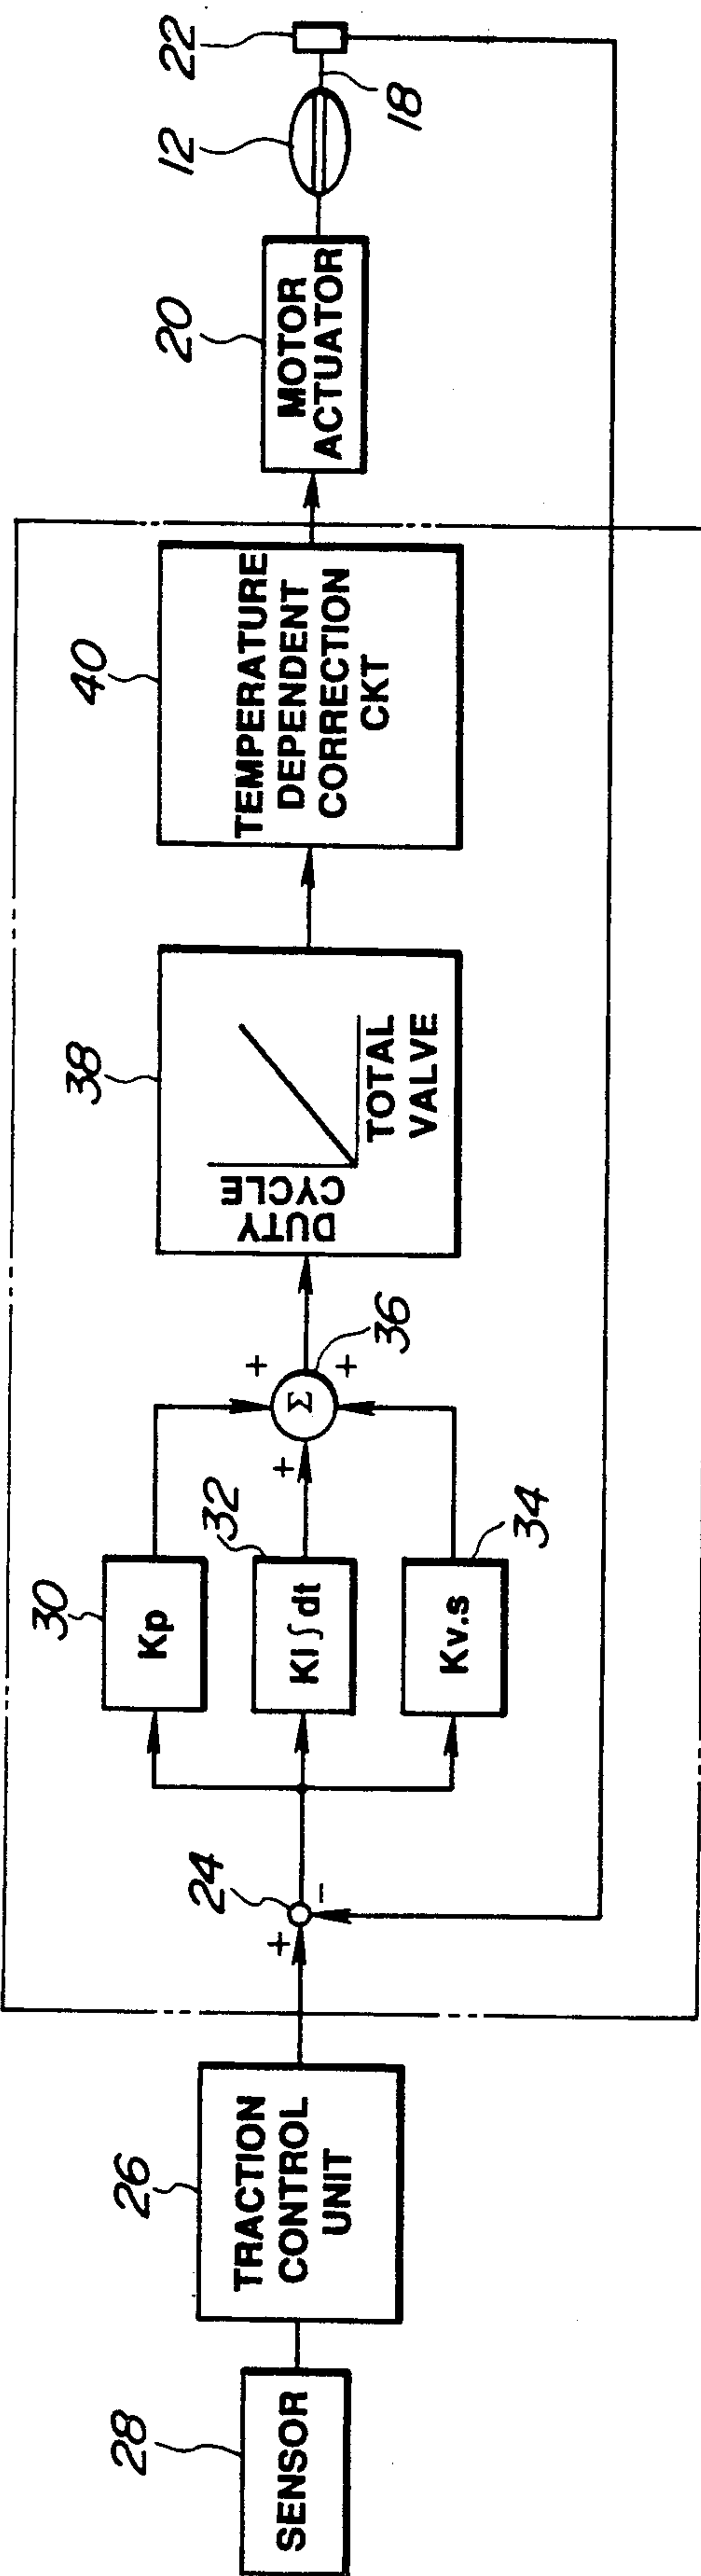 28
SENSOR
26
TRACTION
CONTROL
UNIT
+
24
−
30
Kp
32
KI∫dt
34
Kv.s
+
+
+
Σ
36
38
DUTY
CYCLE
TOTAL
VALVE
40
TEMPERATURE
DEPENDENT
CORRECTION
CKT
20
MOTOR
ACTUATOR
12
18
22